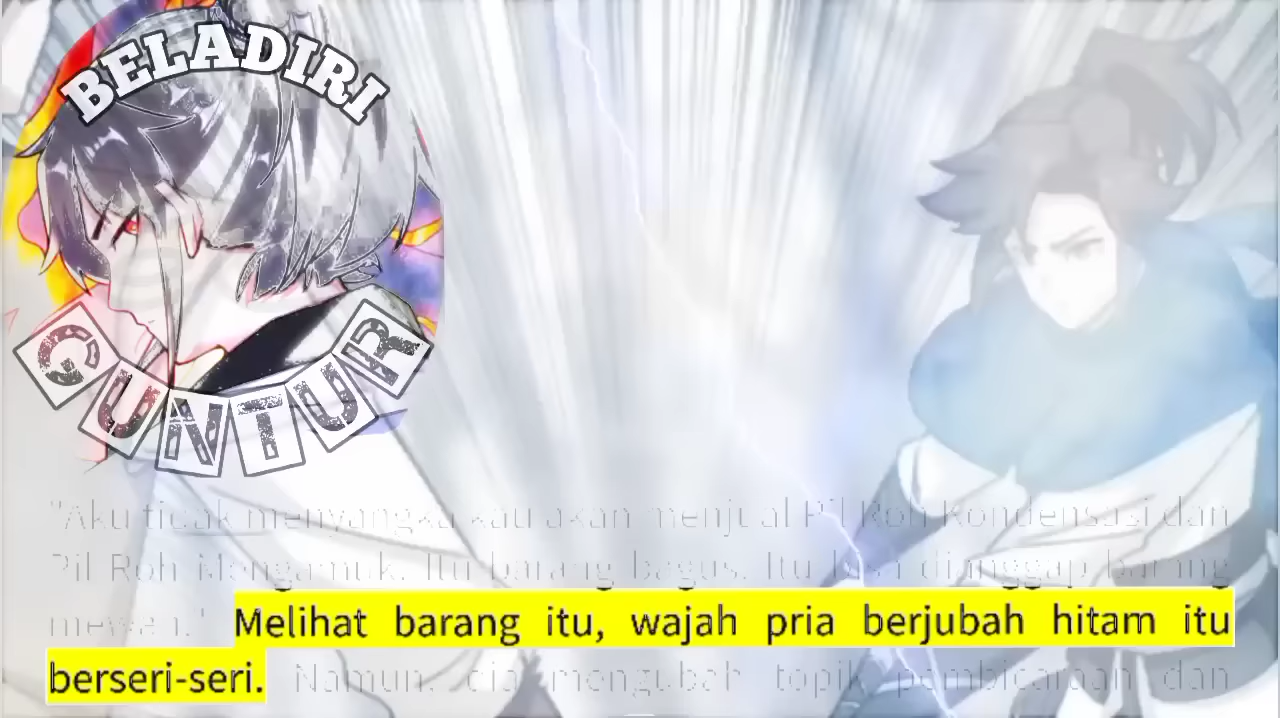 BELADIRI
GUNTUR
"Aku tidak menyangka kau akan menjual Pil Roh Kondensasi dan
Pil Roh Mengamuk. Itu barang bagus. Itu bisa dianggap barang
mewah." Melihat barang itu, wajah pria berjubah hitam itu
berseri-seri. Namun, dia mengubah topik pembicaraan dan